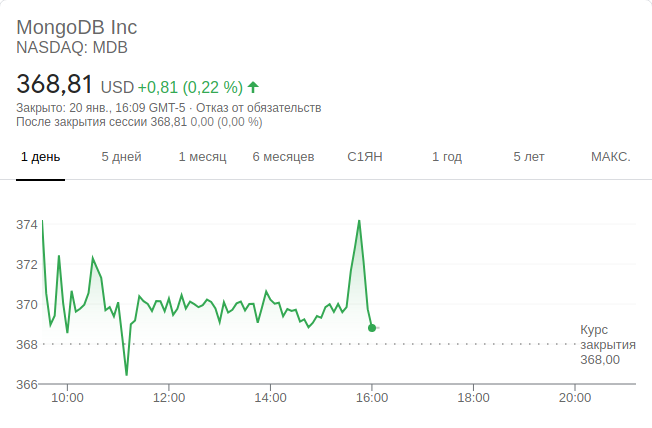 MongoDB Inc
NASDAQ: MDB
368,81 USD +0,81 (0,22 %)
Закрыто: 20 янв., 16:09 GMT-5 · Отказ от обязательств
После закрытия сессии 368,81 0,00 (0,00 %)
1 день 5 дней 1 месяц 6 месяцев С1ЯН 1 год 5 лет МАКС.
374
372
370
368
366
Курс
закрытия
368,00
10:00 12:00 14:00 16:00 18:00 20:00